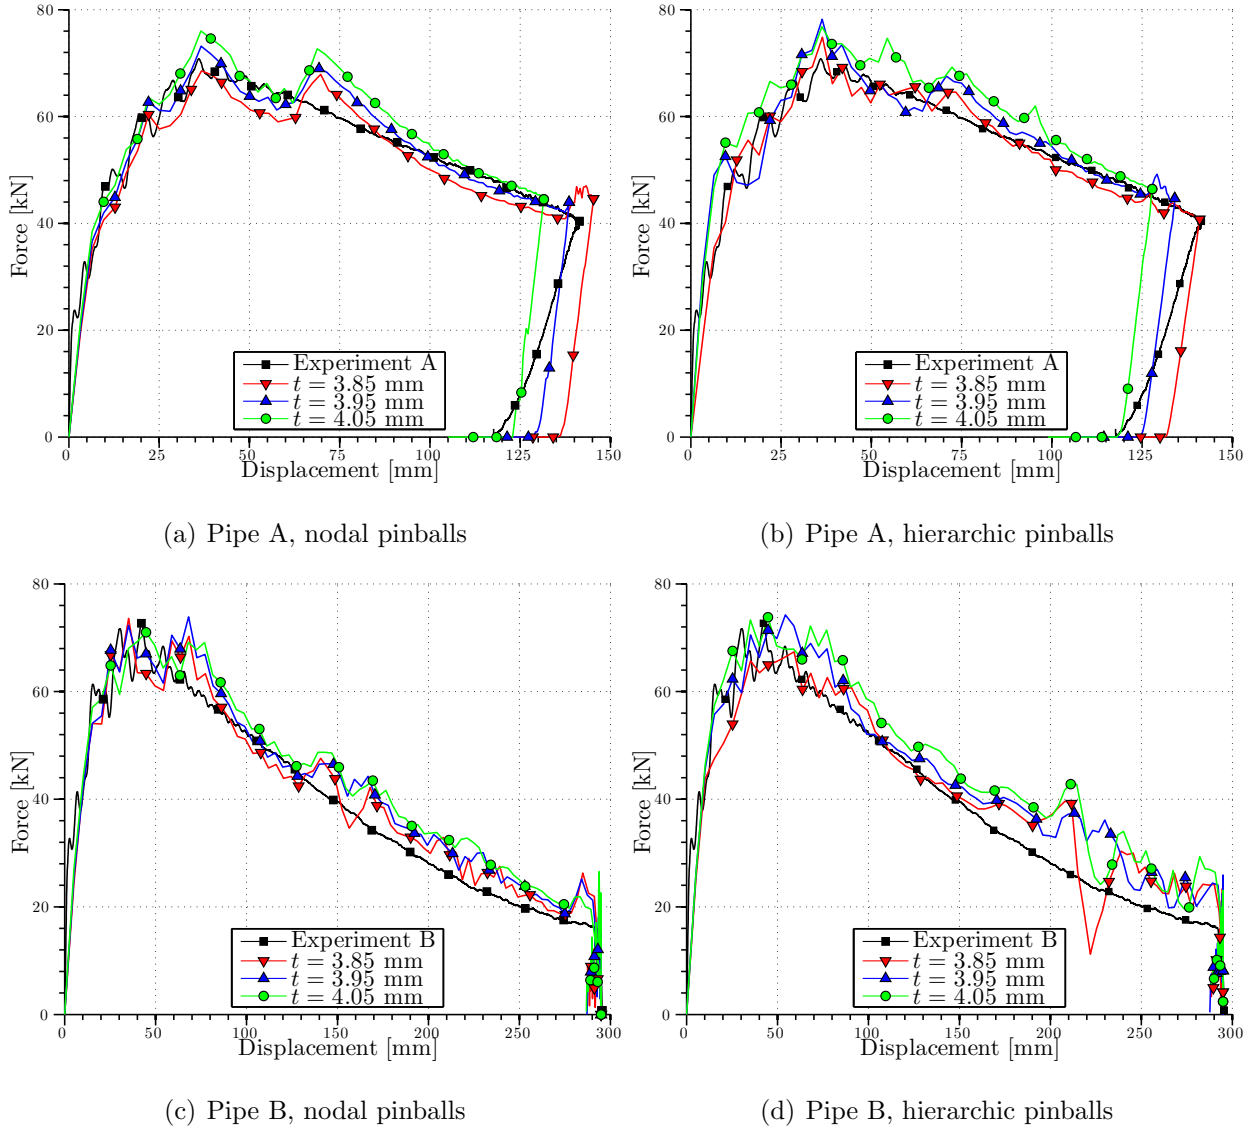 80
60
40
20
0
Force [kN]
0 25 50 75 100 125 150
Displacement [mm]
Experiment A
t = 3.85 mm
t = 3.95 mm
t = 4.05 mm
(a) Pipe A, nodal pinballs
80
60
40
20
0
Force [kN]
0 25 50 75 100 125 150
Displacement [mm]
Experiment A
t = 3.85 mm
t = 3.95 mm
t = 4.05 mm
(b) Pipe A, hierarchic pinballs
80
60
40
20
0
Force [kN]
0 50 100 150 200 250 300
Displacement [mm]
Experiment B
t = 3.85 mm
t = 3.95 mm
t = 4.05 mm
(c) Pipe B, nodal pinballs
80
60
40
20
0
Force [kN]
0 50 100 150 200 250 300
Displacement [mm]
Experiment B
t = 3.85 mm
t = 3.95 mm
t = 4.05 mm
(d) Pipe B, hierarchic pinballs